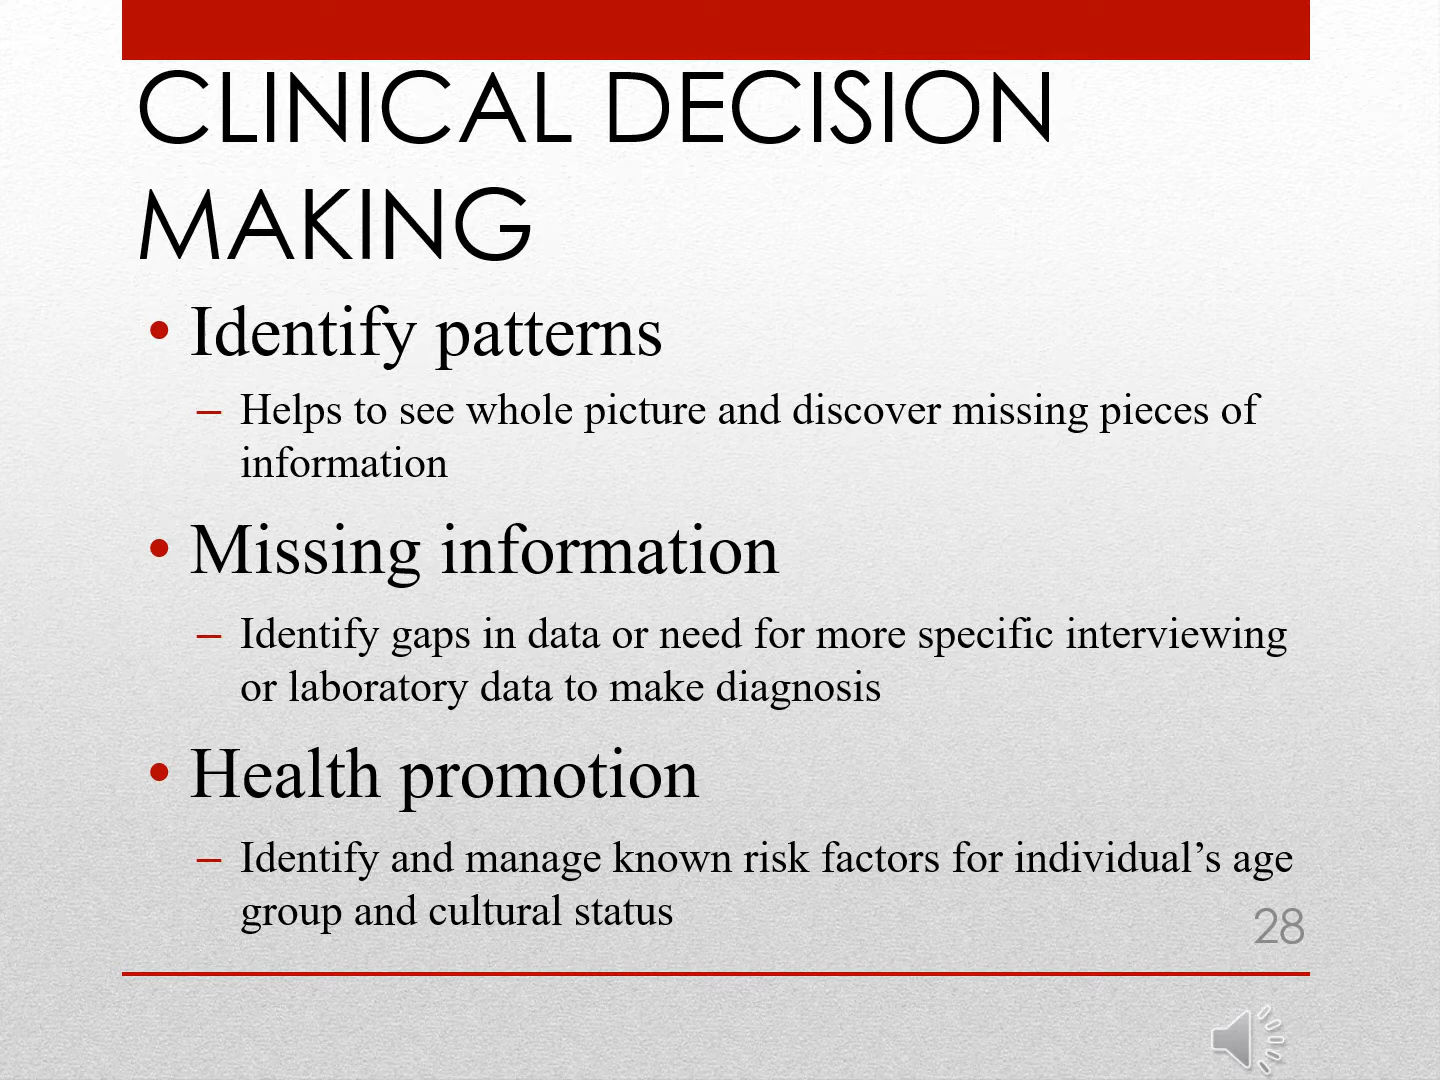 CLINICAL DECISION
MAKING
• Identify patterns
– Helps to see whole picture and discover missing pieces of
information
• Missing information
– Identify gaps in data or need for more specific interviewing
or laboratory data to make diagnosis
• Health promotion
– Identify and manage known risk factors for individual’s age
group and cultural status
28